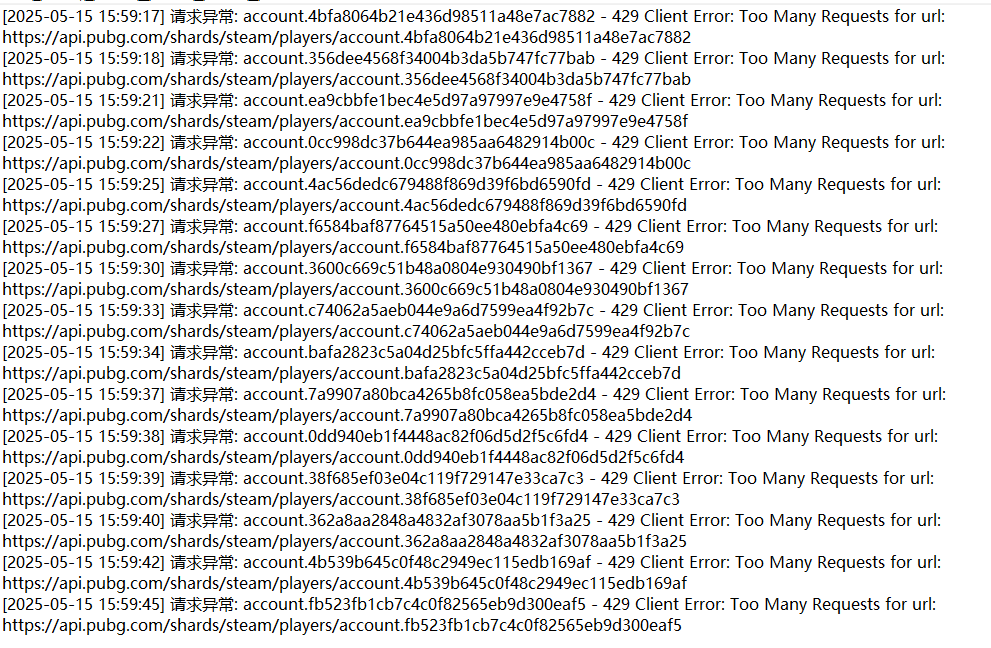 [2025-05-15 15:59:17] 请求异常: account.4bfa8064b21e436d98511a48e7ac7882 - 429 Client Error: Too Many Requests for url:
https://api.pubg.com/shards/steam/players/account.4bfa8064b21e436d98511a48e7ac7882
[2025-05-15 15:59:18] 请求异常: account.356dee4568f34004b3da5b747fc77bab - 429 Client Error: Too Many Requests for url:
https://api.pubg.com/shards/steam/players/account.356dee4568f34004b3da5b747fc77bab
[2025-05-15 15:59:21] 请求异常: account.ea9cbbfe1bec4e5d97a97997e9e4758f - 429 Client Error: Too Many Requests for url:
https://api.pubg.com/shards/steam/players/account.ea9cbbfe1bec4e5d97a97997e9e4758f
[2025-05-15 15:59:22] 请求异常: account.0cc998dc37b644ea985aa6482914b00c - 429 Client Error: Too Many Requests for url:
https://api.pubg.com/shards/steam/players/account.0cc998dc37b644ea985aa6482914b00c
[2025-05-15 15:59:25] 请求异常: account.4ac56dedc679488f869d39f6bd6590fd - 429 Client Error: Too Many Requests for url:
https://api.pubg.com/shards/steam/players/account.4ac56dedc679488f869d39f6bd6590fd
[2025-05-15 15:59:27] 请求异常: account.f6584baf87764515a50ee480ebfa4c69 - 429 Client Error: Too Many Requests for url:
https://api.pubg.com/shards/steam/players/account.f6584baf87764515a50ee480ebfa4c69
[2025-05-15 15:59:30] 请求异常: account.3600c669c51b48a0804e930490bf1367 - 429 Client Error: Too Many Requests for url:
https://api.pubg.com/shards/steam/players/account.3600c669c51b48a0804e930490bf1367
[2025-05-15 15:59:33] 请求异常: account.c74062a5aeb044e9a6d7599ea4f92b7c - 429 Client Error: Too Many Requests for url:
https://api.pubg.com/shards/steam/players/account.c74062a5aeb044e9a6d7599ea4f92b7c
[2025-05-15 15:59:34] 请求异常: account.bafa2823c5a04d25bfc5ffa442cceb7d - 429 Client Error: Too Many Requests for url:
https://api.pubg.com/shards/steam/players/account.bafa2823c5a04d25bfc5ffa442cceb7d
[2025-05-15 15:59:37] 请求异常: account.7a9907a80bca4265b8fc058ea5bde2d4 - 429 Client Error: Too Many Requests for url:
https://api.pubg.com/shards/steam/players/account.7a9907a80bca4265b8fc058ea5bde2d4
[2025-05-15 15:59:38] 请求异常: account.0dd940eb1f4448ac82f06d5d2f5c6fd4 - 429 Client Error: Too Many Requests for url:
https://api.pubg.com/shards/steam/players/account.0dd940eb1f4448ac82f06d5d2f5c6fd4
[2025-05-15 15:59:39] 请求异常: account.38f685ef03e04c119f729147e33ca7c3 - 429 Client Error: Too Many Requests for url:
https://api.pubg.com/shards/steam/players/account.38f685ef03e04c119f729147e33ca7c3
[2025-05-15 15:59:40] 请求异常: account.362a8aa2848a4832af3078aa5b1f3a25 - 429 Client Error: Too Many Requests for url:
https://api.pubg.com/shards/steam/players/account.362a8aa2848a4832af3078aa5b1f3a25
[2025-05-15 15:59:42] 请求异常: account.4b539b645c0f48c2949ec115edb169af - 429 Client Error: Too Many Requests for url:
https://api.pubg.com/shards/steam/players/account.4b539b645c0f48c2949ec115edb169af
[2025-05-15 15:59:45] 请求异常: account.fb523fb1cb7c4c0f82565eb9d300eaf5 - 429 Client Error: Too Many Requests for url:
https://api.pubg.com/shards/steam/players/account.fb523fb1cb7c4c0f82565eb9d300eaf5